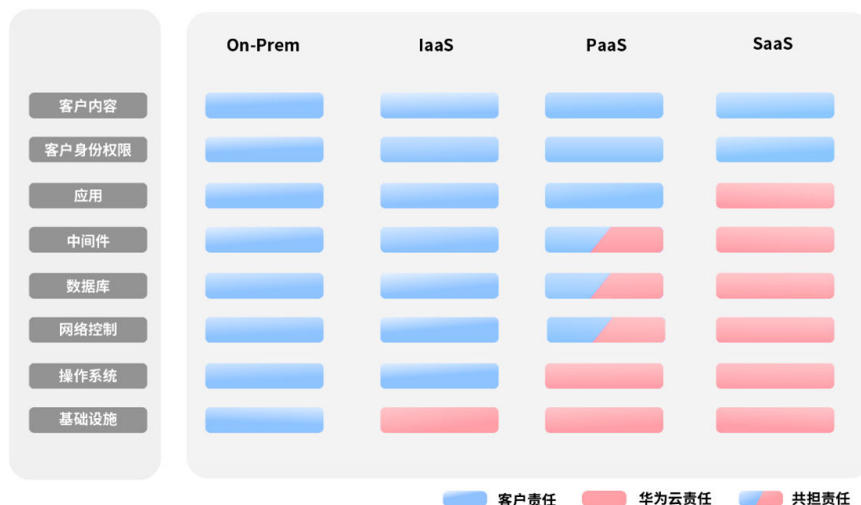 On-Prem IaaS PaaS SaaS
客户内容
客户身份权限
应用
中间件
数据库
网络控制
操作系统
基础设施
客户责任 华为云责任 共担责任